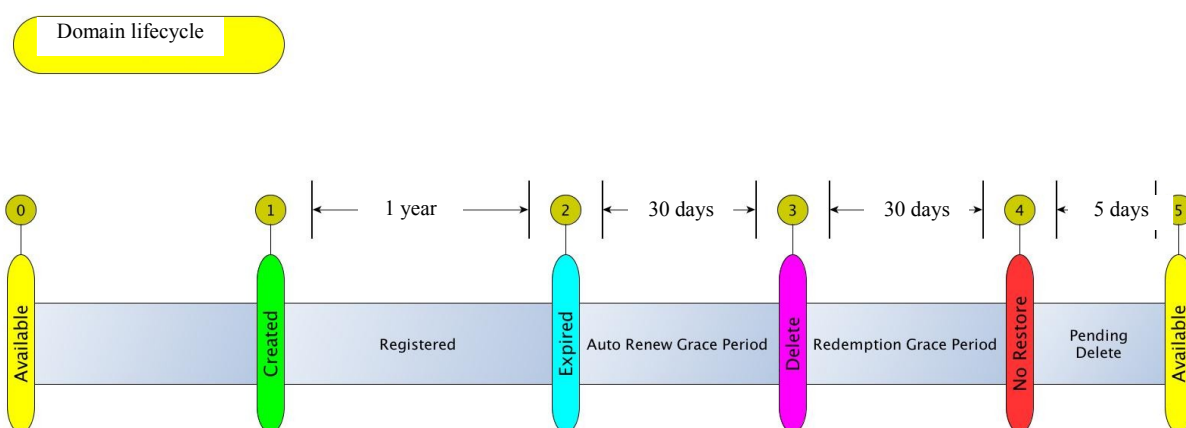 Domain lifecycle
0
1
1 year
2
30 days
3
30 days
4
5 days
5
Available
Created
Registered
Expired
Auto Renew Grace Period
Delete
Redemption Grace Period
No Restore
Pending
Delete
Available